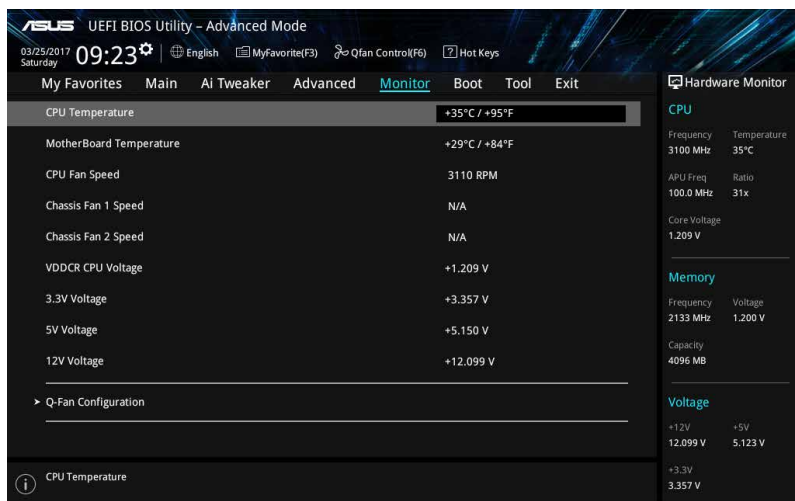 ASUS UEFI BIOS Utility – Advanced Mode
03/25/2017 Saturday 09:23 English MyFavorite(F3) Qfan Control(F6) ? Hot Keys
My Favorites Main Ai Tweaker Advanced Monitor Boot Tool Exit
CPU Temperature +35°C / +95°F
MotherBoard Temperature +29°C / +84°F
CPU Fan Speed 3110 RPM
Chassis Fan 1 Speed N/A
Chassis Fan 2 Speed N/A
VDDCR CPU Voltage +1.209 V
3.3V Voltage +3.357 V
5V Voltage +5.150 V
12V Voltage +12.099 V
> Q-Fan Configuration
i CPU Temperature
Hardware Monitor
CPU
Frequency Temperature
3100 MHz 35°C
APU Freq Ratio
100.0 MHz 31x
Core Voltage
1.209 V
Memory
Frequency Voltage
2133 MHz 1.200 V
Capacity
4096 MB
Voltage
+12V +5V
12.099 V 5.123 V
+3.3V
3.357 V